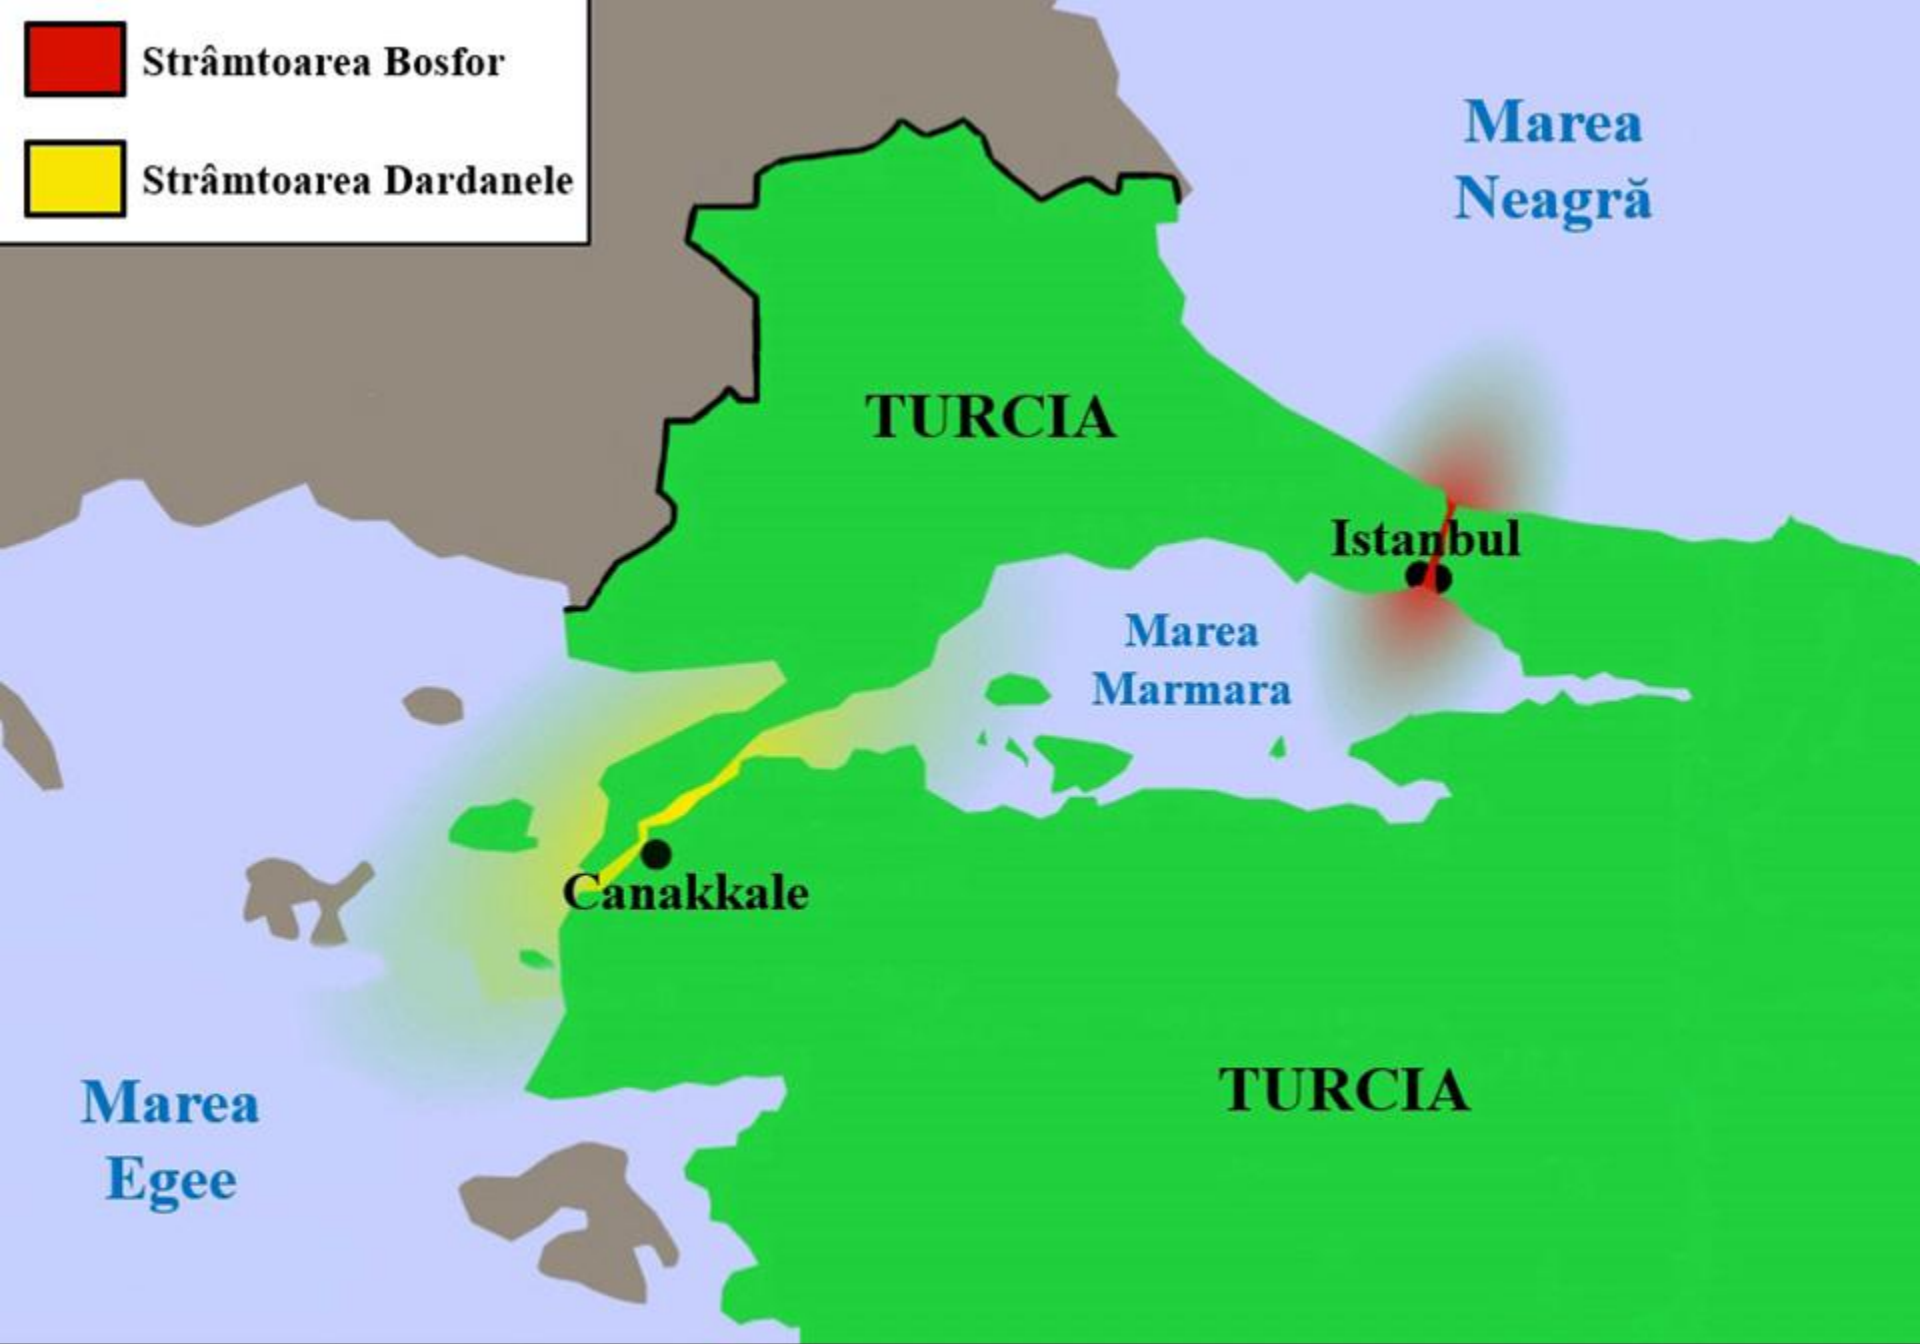 Strâmtoarea Bosfor
Strâmtoarea Dardanele
Marea
Neagră
TURCIA
Istanbul
Marea
Marmara
Canakkale
Marea
Egee
TURCIA